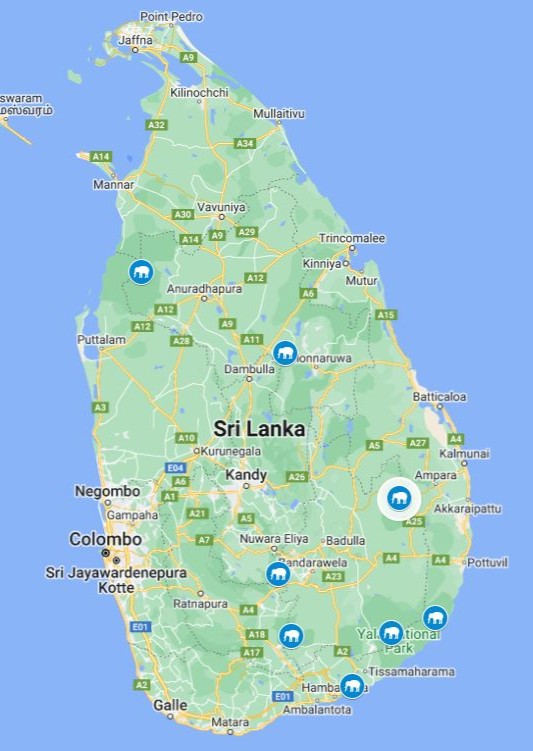 Point Pedro
Jaffna
A9
swaram
Kilinochchi
Mullaitivu
A32
A34
A14
Mannar
Vavuniya
A30
A14
A9
A29
Trincomalee
Kinniya
Mutur
A12
Anuradhapura
A6
A12
A12
A9
A15
Puttalam
A28
A11
onnaruwa
Dambulla
Batticaloa
A3
Sri Lanka
A10
A5
A27
A4
Kurunegala
Kalmunai
E04
Kandy
A26
Ampara
A6
Negombo
A1
Akkaraipattu
Gampaha
A21
A5
A25
Colombo
A7
Nuwara Eliya
Badulla
Sri Jayawardenepura
Kotte
Bandarawela
A4
A4
Pottuvil
A23
Ratnapura
A4
E01
A18
Yala National
Park
A17
A2
Tissamaharama
A2
E01
Hamba
a
Galle
Ambalantota
Matara